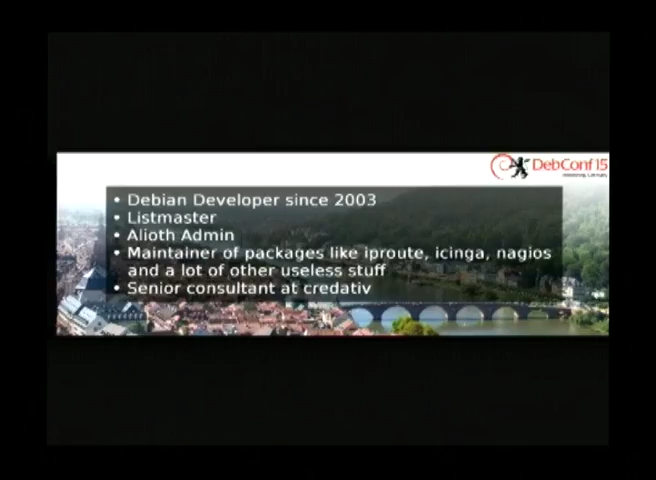 DebConf15
• Debian Developer since 2003
• Listmaster
• Alioth Admin
• Maintainer of packages like iproute, icinga, nagios
and a lot of other useless stuff
• Senior consultant at credativ